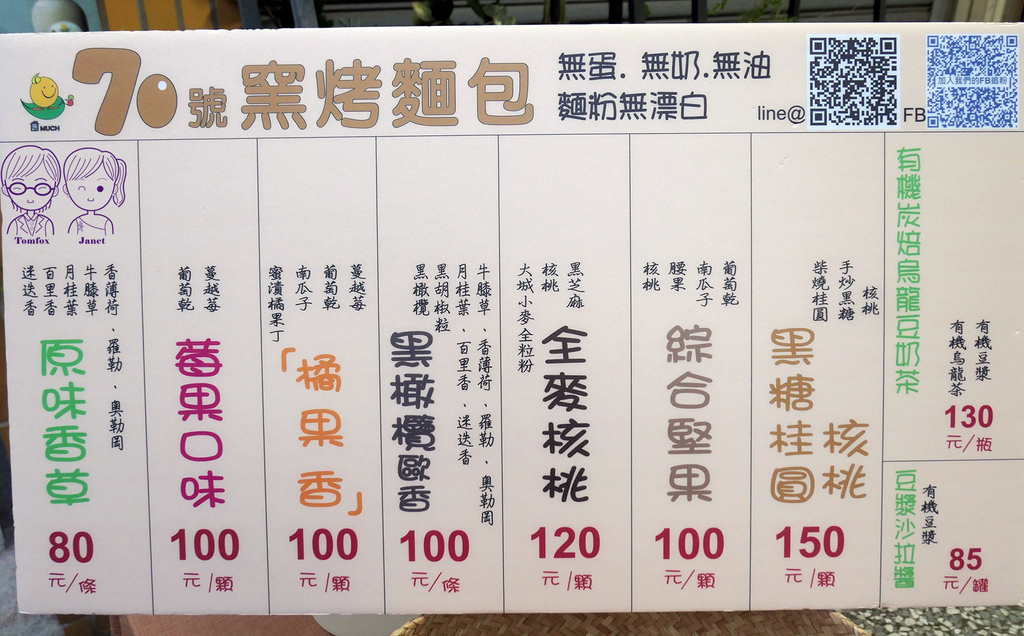 70號窯烤麵包
無蛋. 無奶.無油
麵粉無漂白
line@
FB
加入我們的FB追粉
MUCH
Tomfox
Janet
香薄荷、羅勒、奧勒岡
牛膝草
月桂葉
百里香
迷迭香
原味香草
80
元/條
蔓越莓
葡萄乾
莓果口味
100
元/顆
蔓越莓
葡萄乾
南瓜子
蜜漬橘果丁
「橘果香」
100
元/顆
牛膝草、香薄荷、羅勒、奧勒岡
月桂葉、百里香、迷迭香
黑胡椒粒
黑橄欖
黑橄欖歐香
100
元/條
黑芝麻
核桃
大城小麥全粒粉
全麥核桃
120
元/顆
葡萄乾
南瓜子
腰果
核桃
綜合堅果
100
元/顆
核桃
手炒黑糖
柴燒桂圓
黑糖桂圓
核桃
150
元/顆
有機炭焙烏龍豆奶茶
有機豆漿
有機烏龍茶
130
元/瓶
豆漿沙拉醬
有機豆漿
85
元/罐